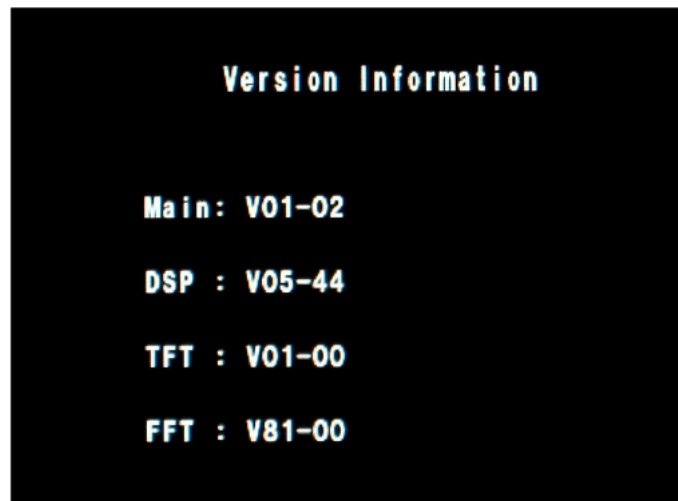 Version Information
Main: V01-02
DSP : V05-44
TFT : V01-00
FFT : V81-00